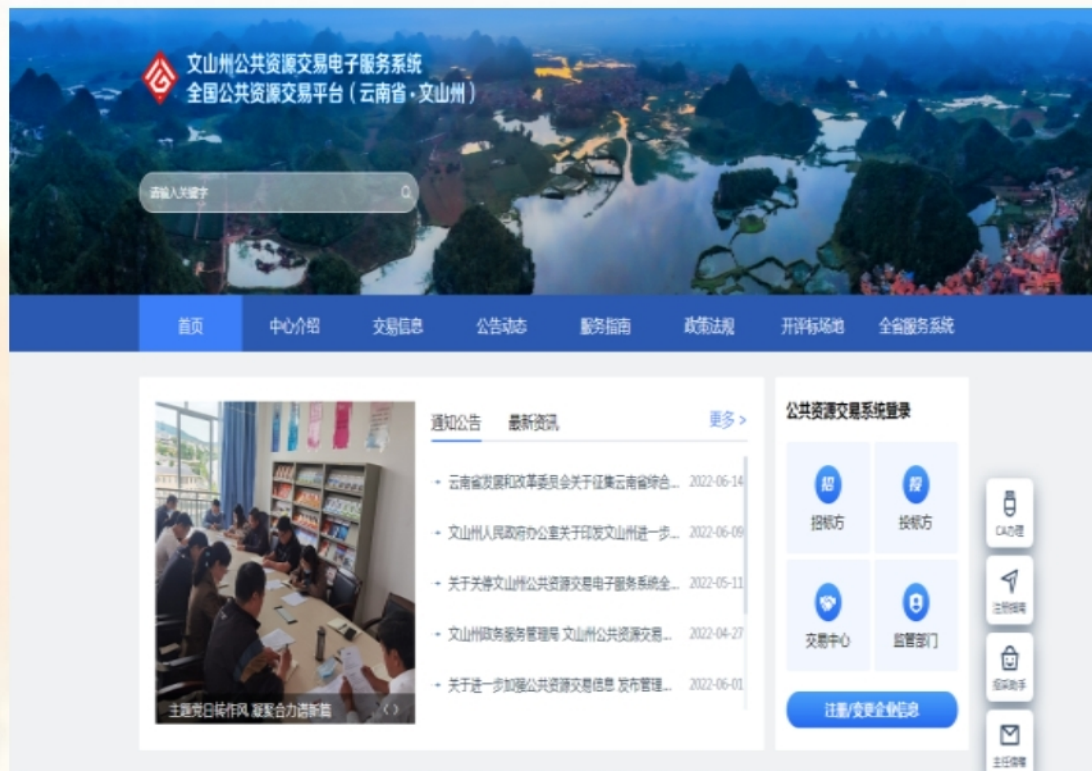 文山州公共资源交易电子服务系统
全国公共资源交易平台（云南省·文山州）
请输入关键字
首页 中心介绍 交易信息 公告动态 服务指南 政策法规 开评标场地 全省服务系统
通知公告 最新资讯 更多 >
云南省发展和改革委员会关于征集云南省综合... 2022-06-14
文山州人民政府办公室关于印发文山州进一步... 2022-06-09
关于关停文山州公共资源交易电子服务系统全... 2022-05-11
文山州政务服务管理局 文山州公共资源交易... 2022-04-27
关于进一步加强公共资源交易信息 发布管理... 2022-06-01
主题党日转作风 凝聚合力谱新篇
公共资源交易系统登录
招 投
招标方 投标方
交易中心 监管部门
注册/变更企业信息
CA办理
注册指南
招采助手
主任信箱